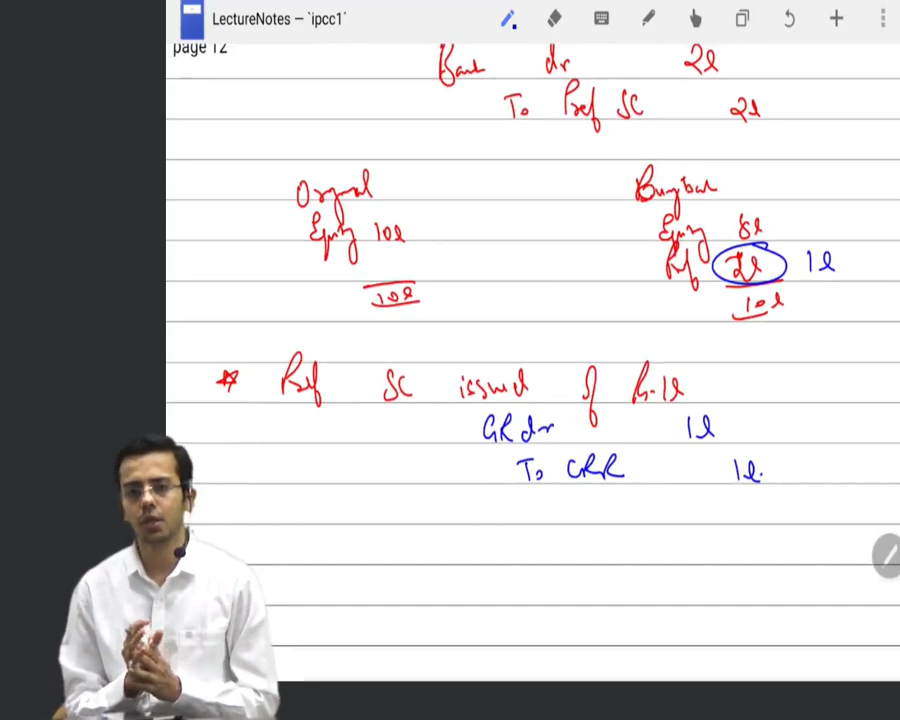 LectureNotes – `ipcc1´
page 12
Bank dr 2l
To Pref SC 2l
Orginal
Equity 10l
10l
Buyback
Equity 8l
Pref 2l 1l
10l
* Pref SC issued of Rs. 1l
GR dr 1l
To CRR 1l.